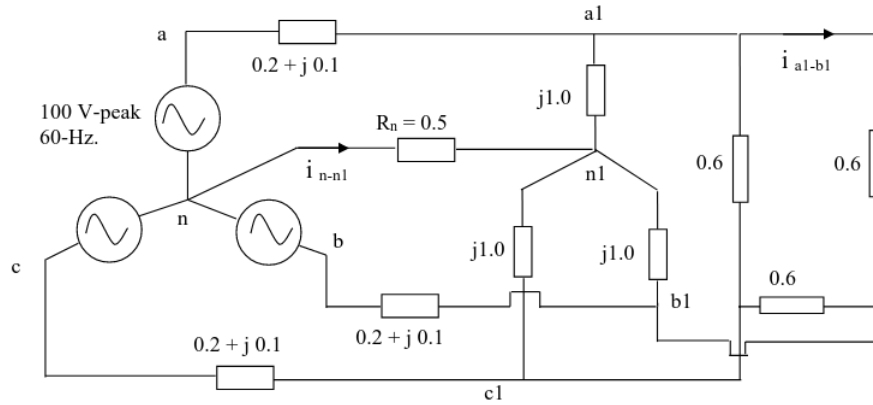 a1
a
0.2 + j 0.1
i a1-b1
100 V-peak
60-Hz.
j1.0
Rn = 0.5
i n-n1
n1
0.6
0.6
n
b
c
j1.0
j1.0
0.6
b1
0.2 + j 0.1
0.2 + j 0.1
c1